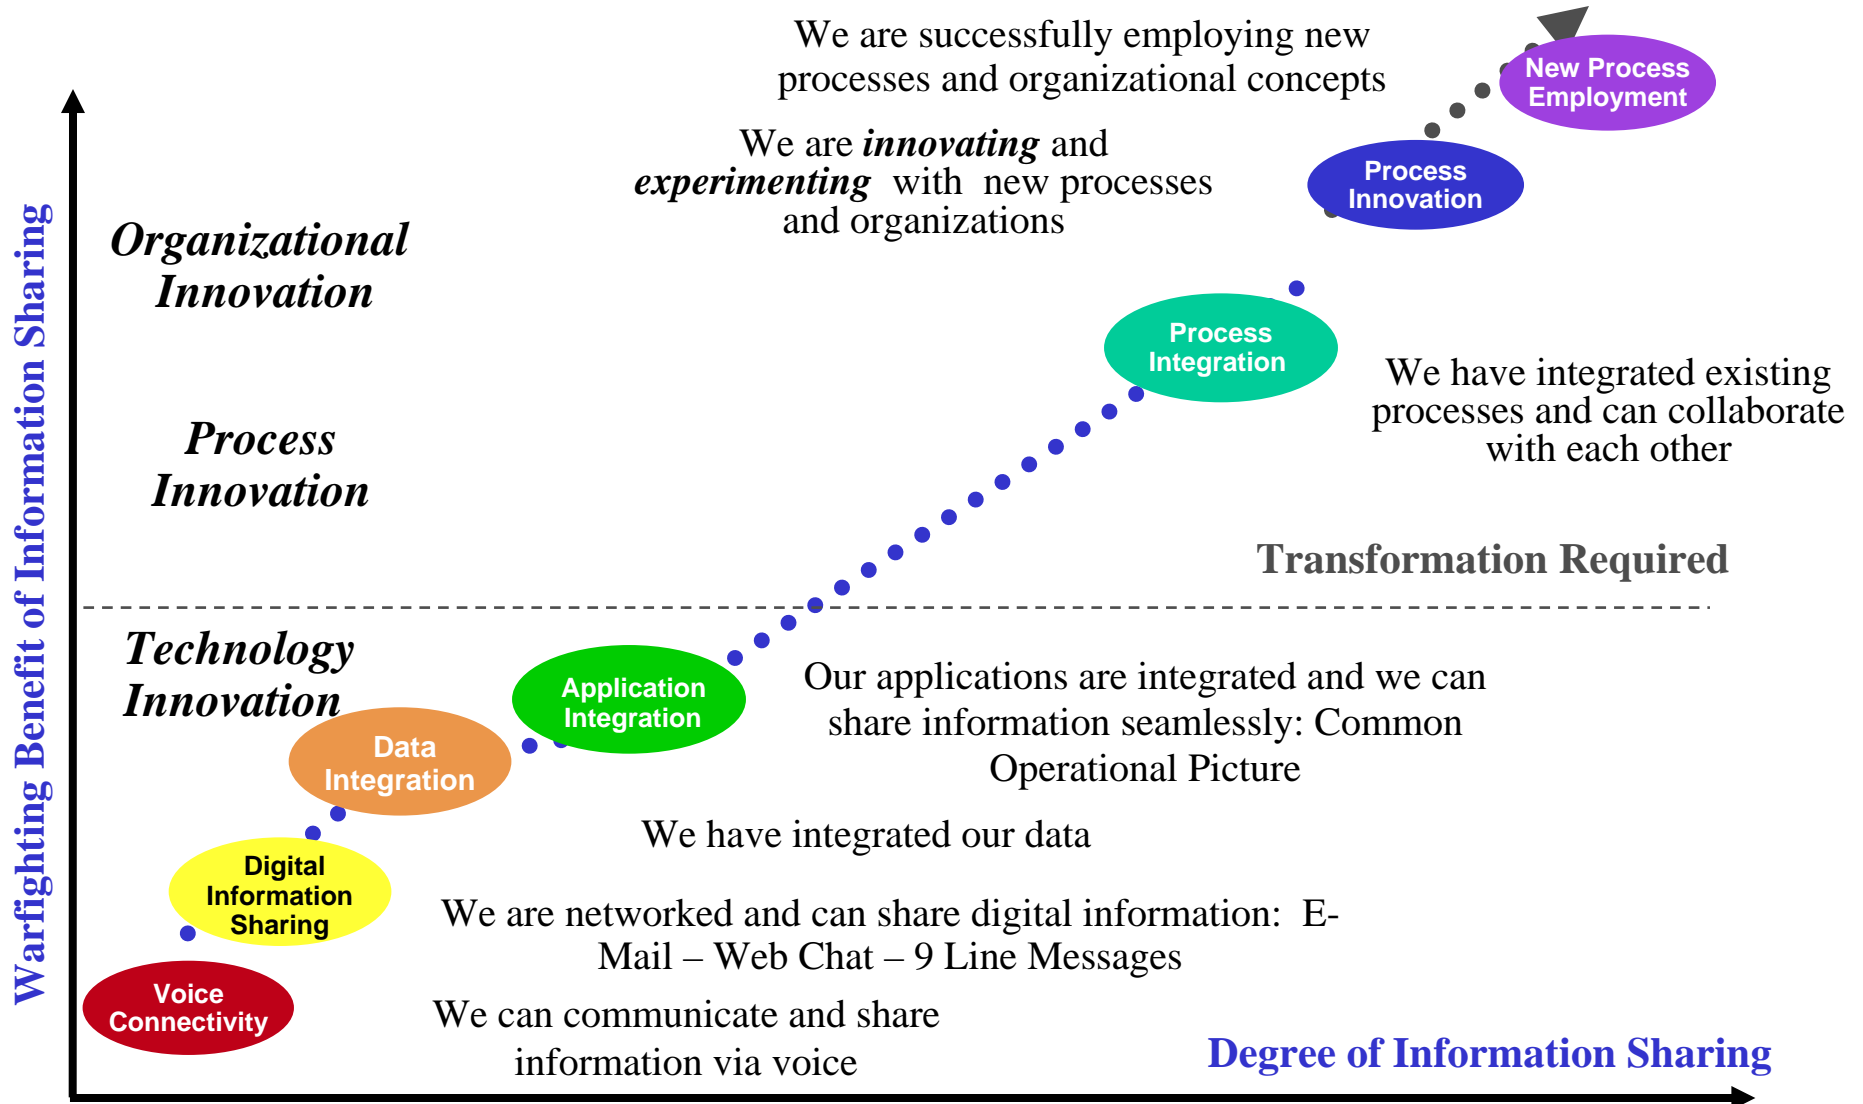 We are successfully employing new
processes and organizational concepts
New Process
Employment
We are innovating and
experimenting with new processes
and organizations
Process
Innovation
Organizational
Innovation
Process
Integration
We have integrated existing
processes and can collaborate
with each other
Process
Innovation
Transformation Required
Technology
Innovation
Application
Integration
Our applications are integrated and we can
share information seamlessly: Common
Operational Picture
Data
Integration
We have integrated our data
Digital
Information
Sharing
We are networked and can share digital information: E-
Mail – Web Chat – 9 Line Messages
Voice
Connectivity
We can communicate and share
information via voice
Degree of Information Sharing
Warfighting Benefit of Information Sharing